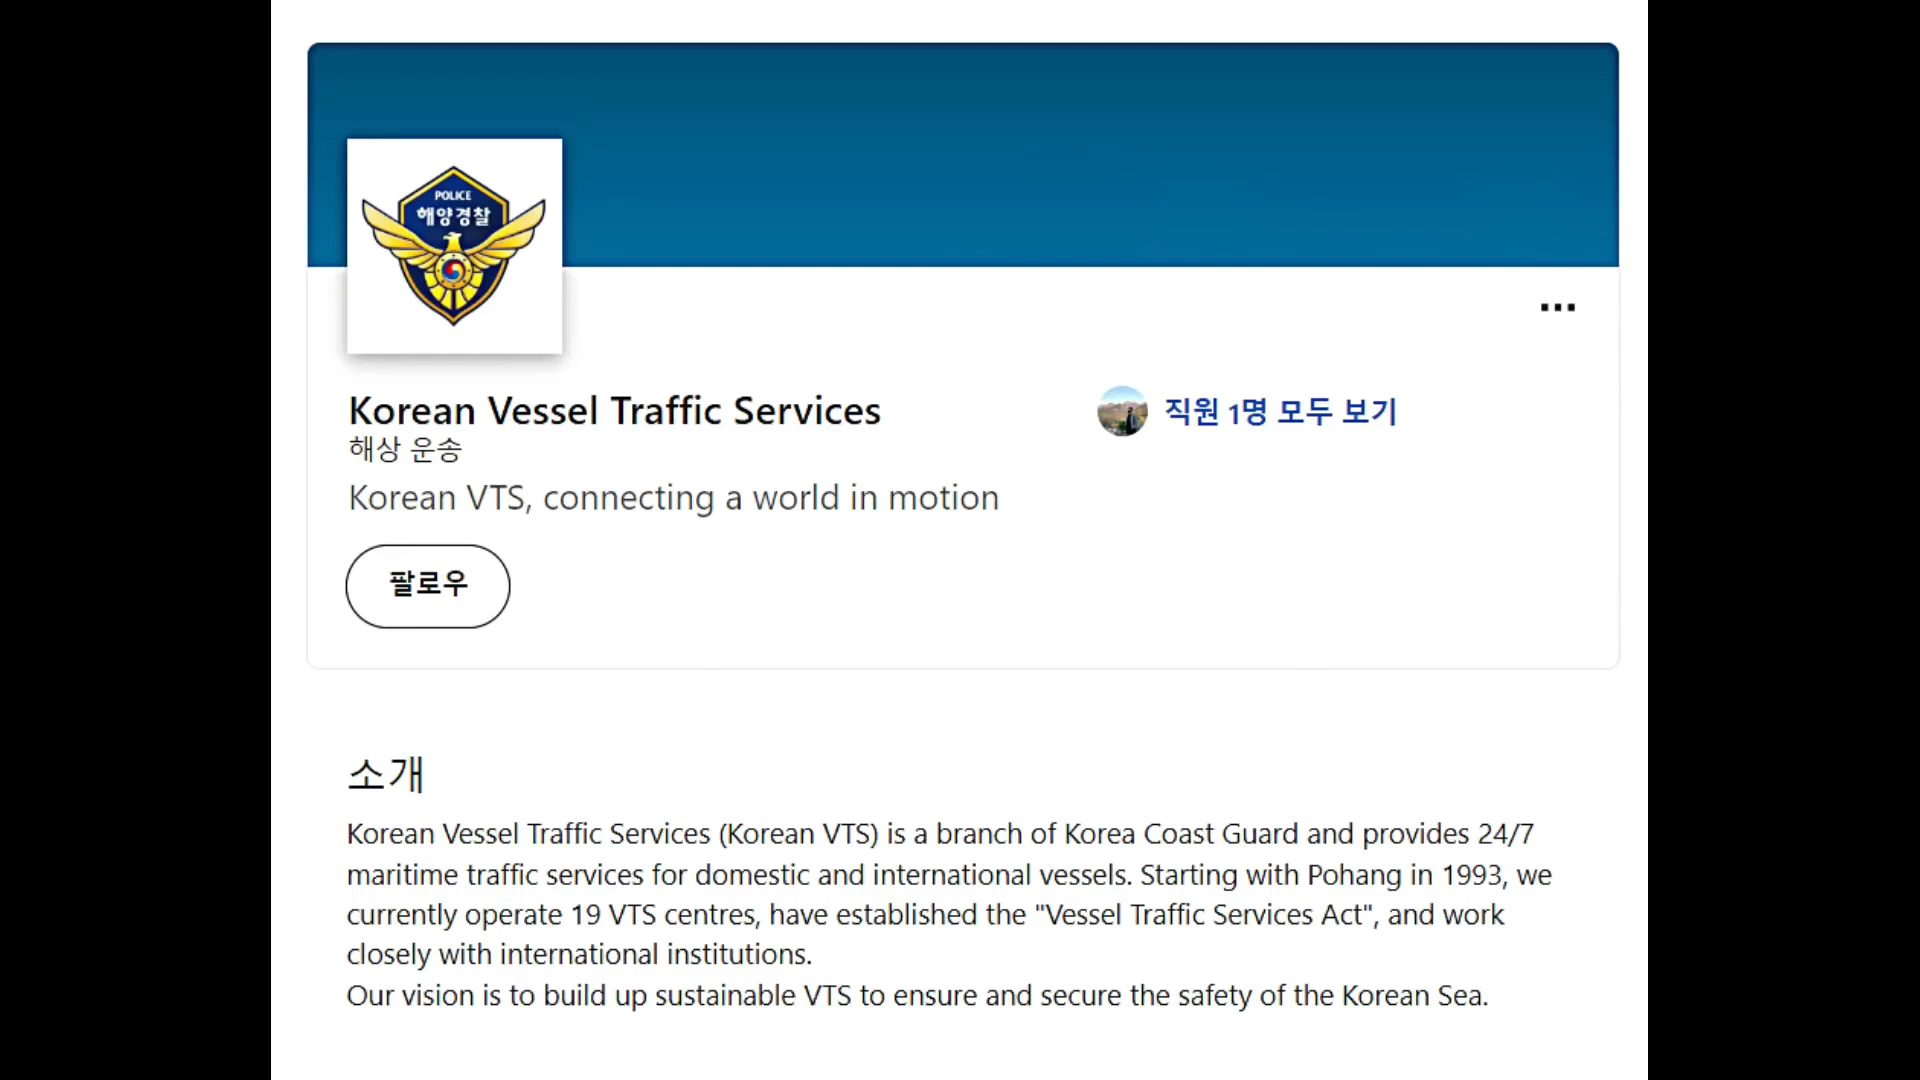 POLICE
해양경찰
Korean Vessel Traffic Services
직원 1명 모두 보기
해상 운송
Korean VTS, connecting a world in motion
팔로우
소개
Korean Vessel Traffic Services (Korean VTS) is a branch of Korea Coast Guard and provides 24/7
maritime traffic services for domestic and international vessels. Starting with Pohang in 1993, we
currently operate 19 VTS centres, have established the "Vessel Traffic Services Act", and work
closely with international institutions.
Our vision is to build up sustainable VTS to ensure and secure the safety of the Korean Sea.